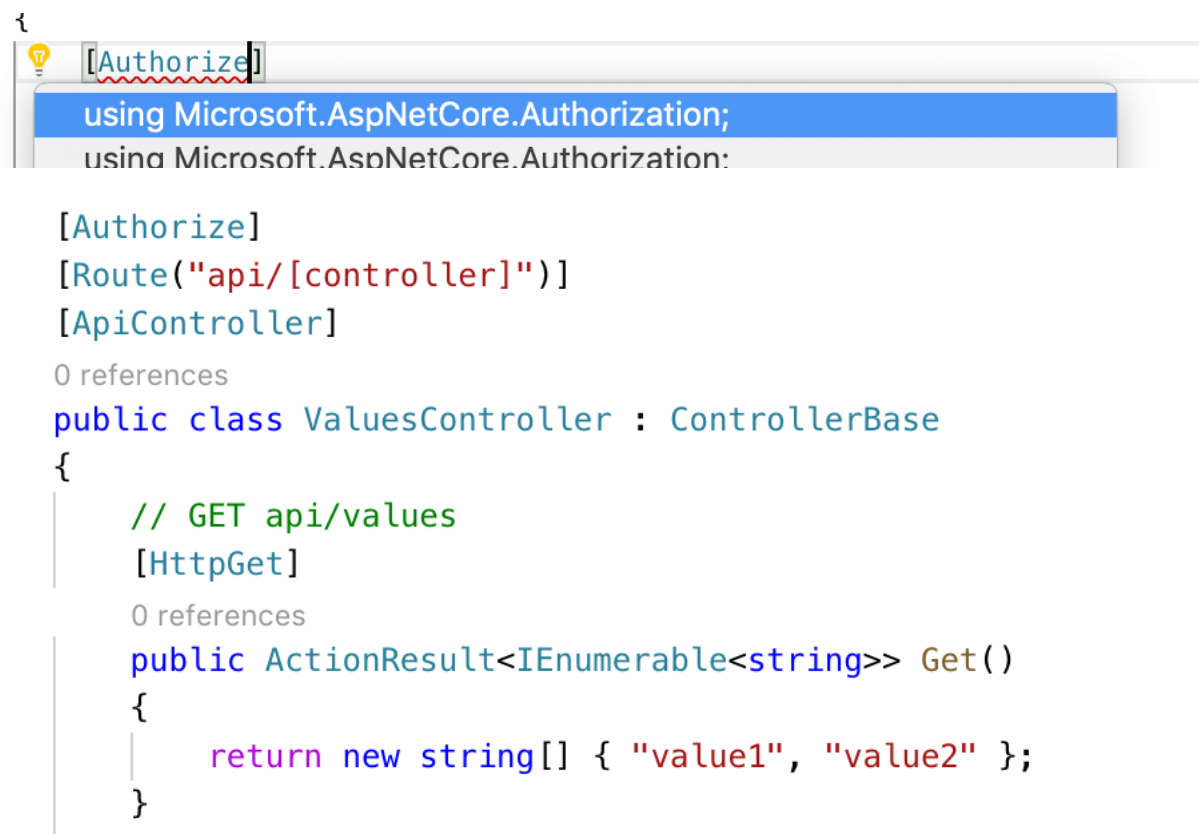 {
[Authorize]
using Microsoft.AspNetCore.Authorization;
using Microsoft.AspNetCore.Authorization;
[Authorize]
[Route("api/[controller]")]
[ApiController]
0 references
public class ValuesController : ControllerBase
{
// GET api/values
[HttpGet]
0 references
public ActionResult<IEnumerable<string>> Get()
{
return new string[] { "value1", "value2" };
}